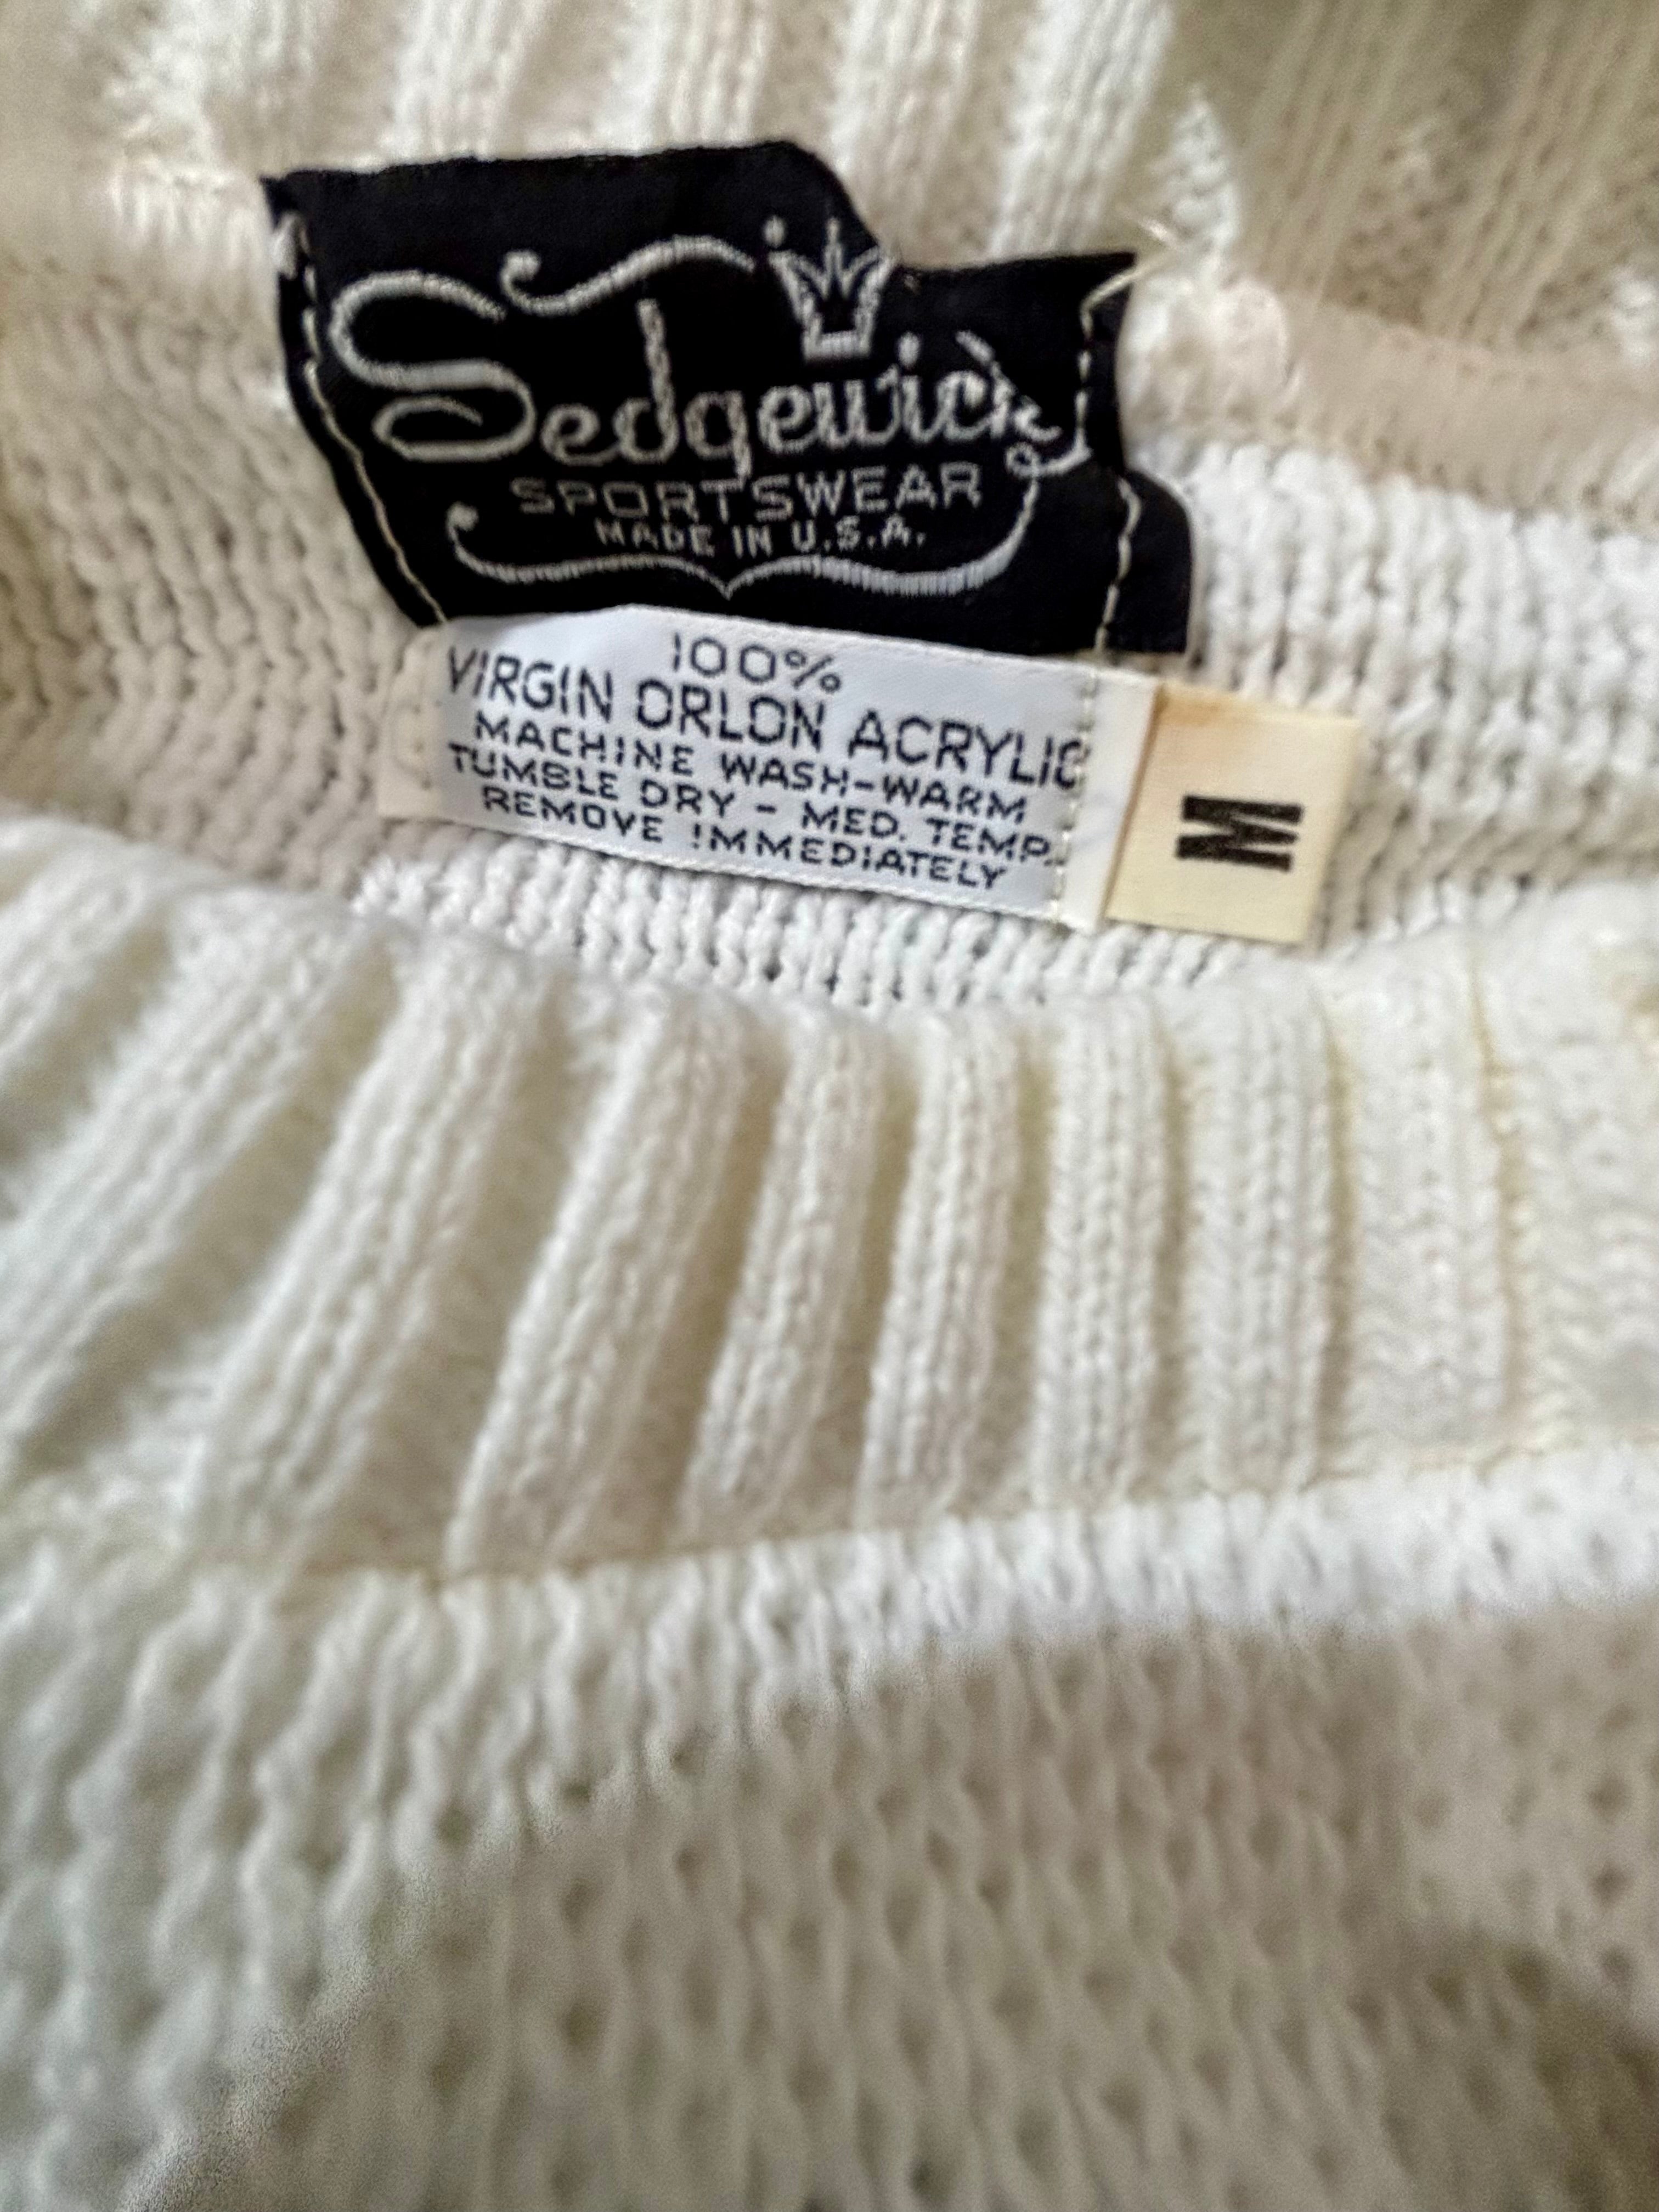 Sedgewick
SPORTSWEAR
MADE IN U.S.A.
100%
VIRGIN ORLON ACRYLIC
MACHINE WASH-WARM
TUMBLE DRY - MED. TEMP.
REMOVE IMMEDIATELY
M